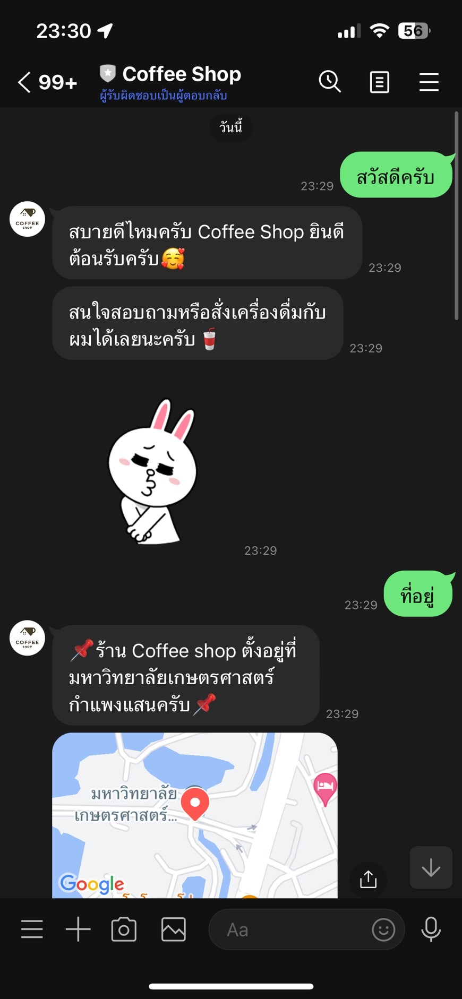 23:30
56
99+
Coffee Shop
ผู้รับผิดชอบเป็นผู้ตอบกลับ
วันนี้
สวัสดีครับ
23:29
COFFEE
SHOP
สบายดีไหมครับ Coffee Shop ยินดี
ต้อนรับครับ🥰
23:29
สนใจสอบถามหรือสั่งเครื่องดื่มกับ
ผมได้เลยนะครับ 🥤
23:29
23:29
ที่อยู่
23:29
COFFEE
SHOP
📌ร้าน Coffee shop ตั้งอยู่ที่
มหาวิทยาลัยเกษตรศาสตร์
กำแพงแสนครับ📌
23:29
มหาวิทยาลัย
เกษตรศาสตร์...
Google
Aa